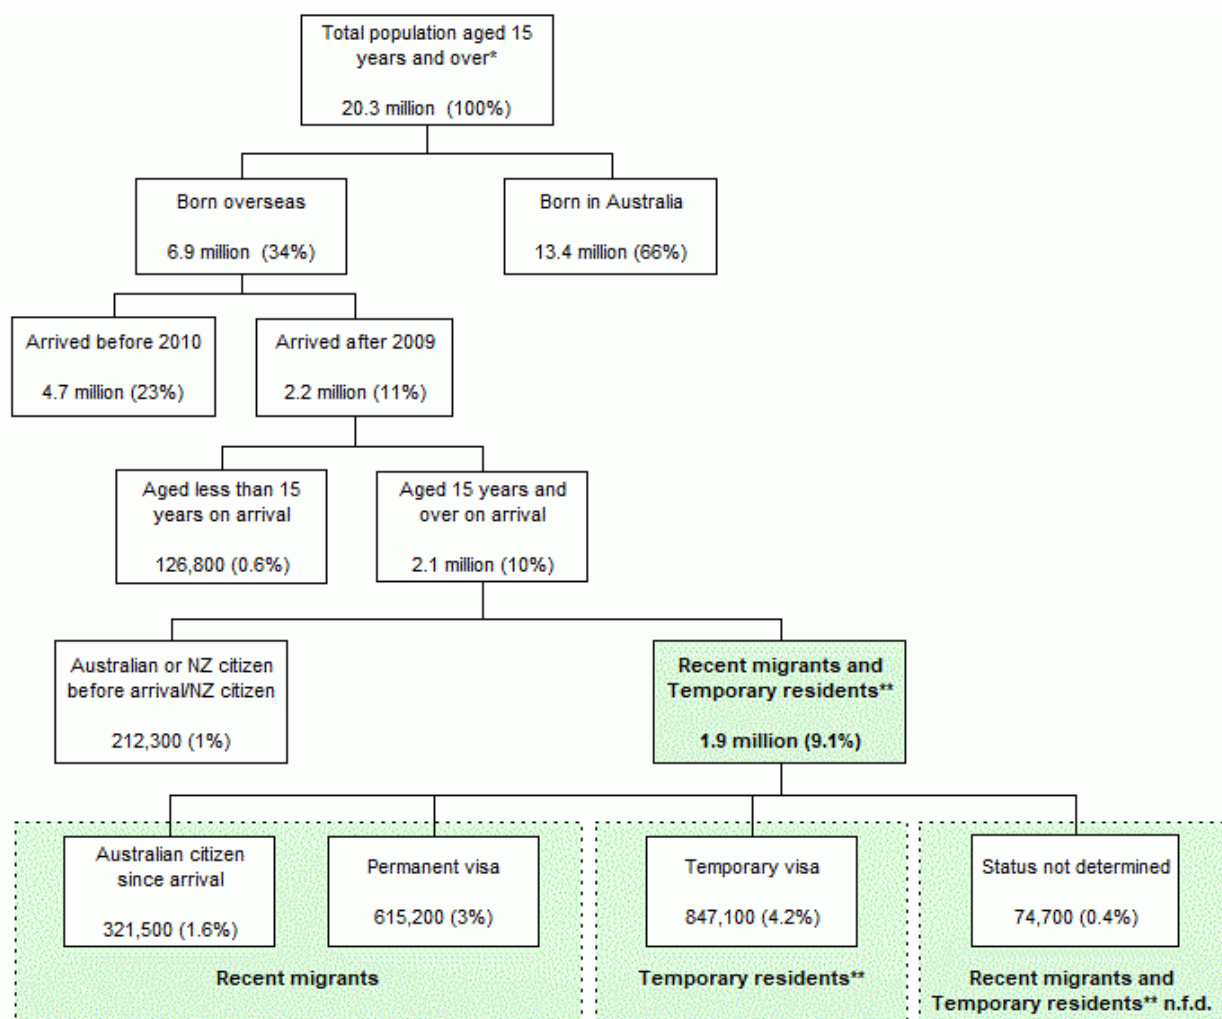 Total population aged 15
years and over*
20.3 million (100%)
Born overseas
6.9 million (34%)
Born in Australia
13.4 million (66%)
Arrived before 2010
4.7 million (23%)
Arrived after 2009
2.2 million (11%)
Aged less than 15
years on arrival
126,800 (0.6%)
Aged 15 years and
over on arrival
2.1 million (10%)
Australian or NZ citizen
before arrival/NZ citizen
212,300 (1%)
Recent migrants and
Temporary residents**
1.9 million (9.1%)
Australian citizen
since arrival
321,500 (1.6%)
Permanent visa
615,200 (3%)
Recent migrants
Temporary visa
847,100 (4.2%)
Temporary residents**
Status not determined
74,700 (0.4%)
Recent migrants and
Temporary residents** n.f.d.